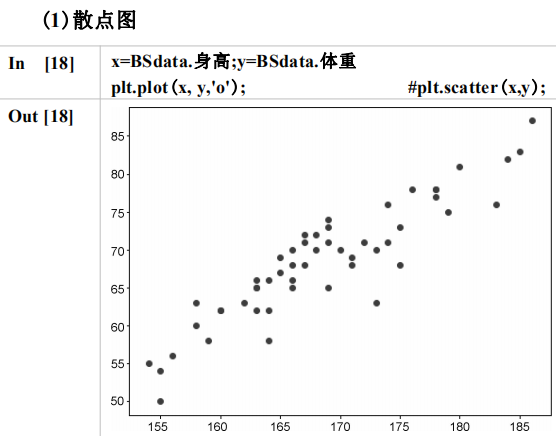 (1)散点图
In [18]
x=BSdata.身高;y=BSdata.体重
plt.plot(x, y,'o'); #plt.scatter(x,y);
Out [18]
85
80
75
70
65
60
55
50
155 160 165 170 175 180 185